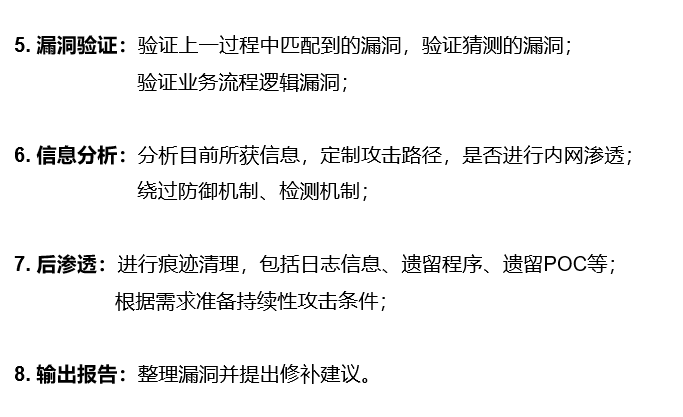 5. 漏洞验证：验证上一过程中匹配到的漏洞，验证猜测的漏洞；
验证业务流程逻辑漏洞；
6. 信息分析：分析目前所获信息，定制攻击路径，是否进行内网渗透；
绕过防御机制、检测机制；
7. 后渗透：进行痕迹清理，包括日志信息、遗留程序、遗留POC等；
根据需求准备持续性攻击条件；
8. 输出报告：整理漏洞并提出修补建议。